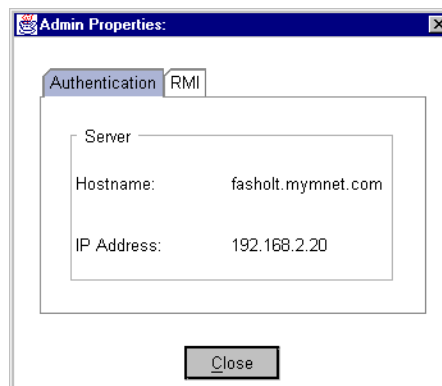 Admin Properties:
Authentication RMI
Server
Hostname: fasholt.mymnet.com
IP Address: 192.168.2.20
Close